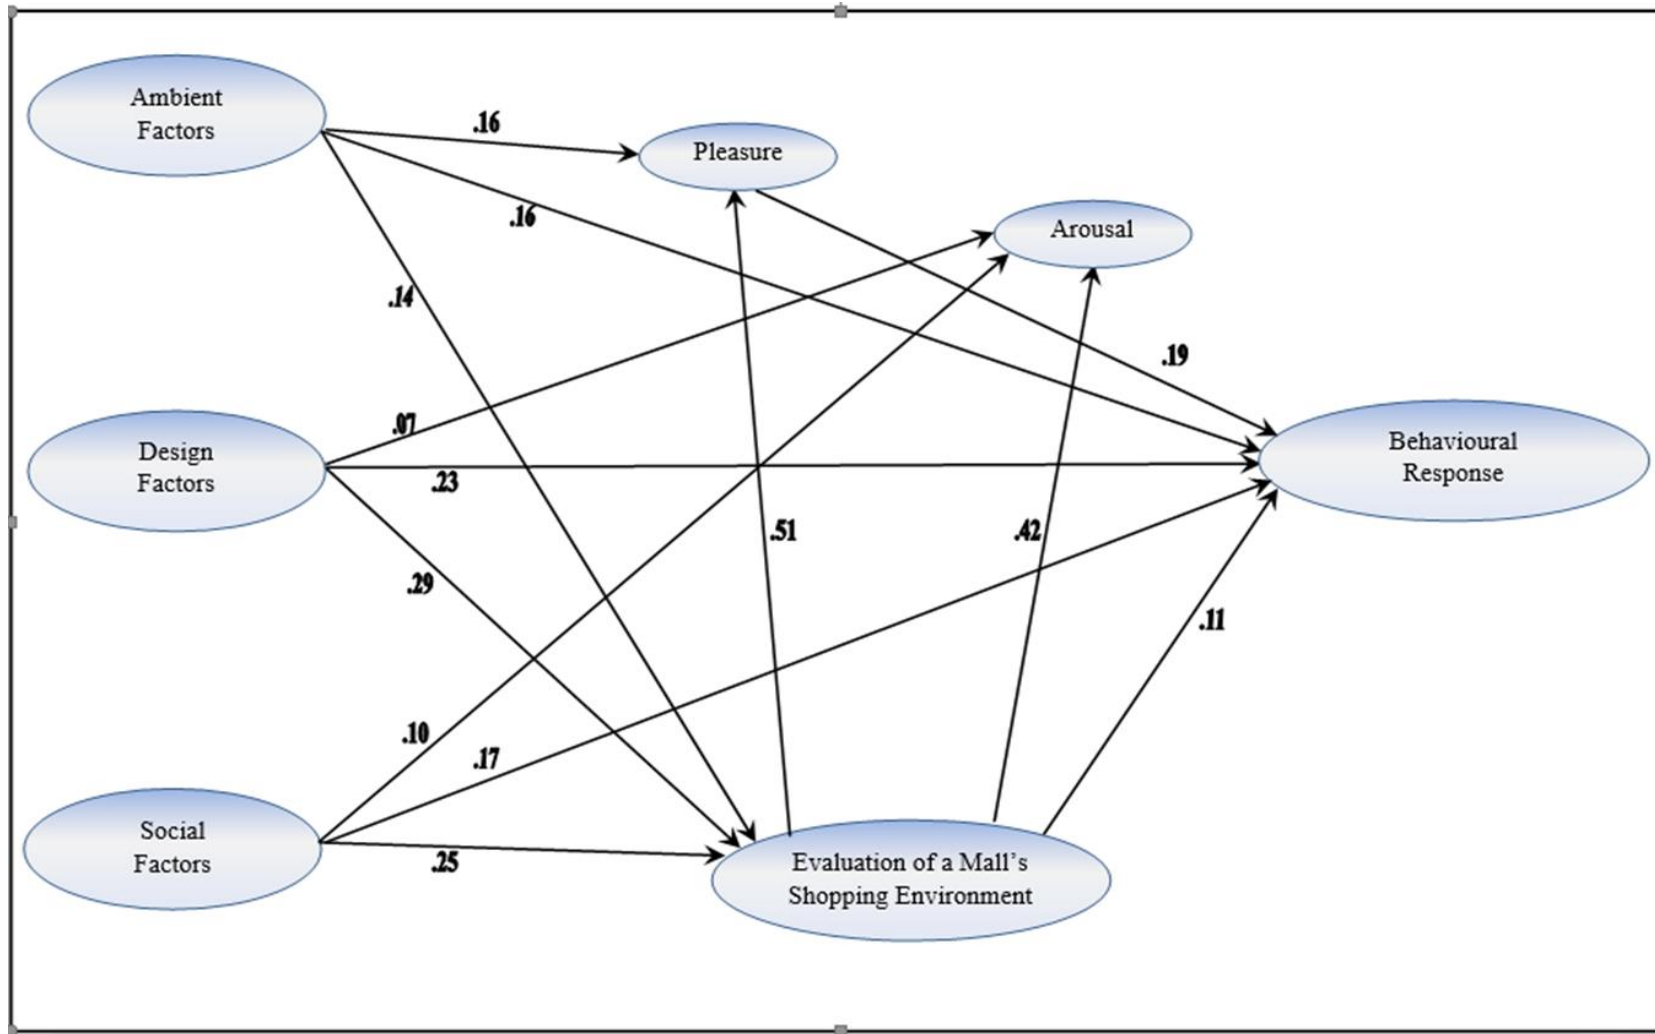 Ambient
Factors
.16
Pleasure
.16
Arousal
.14
.19
.07
Design
Factors
.23
Behavioural
Response
.51
.42
.29
.11
.10
.17
Social
Factors
.25
Evaluation of a Mall’s
Shopping Environment